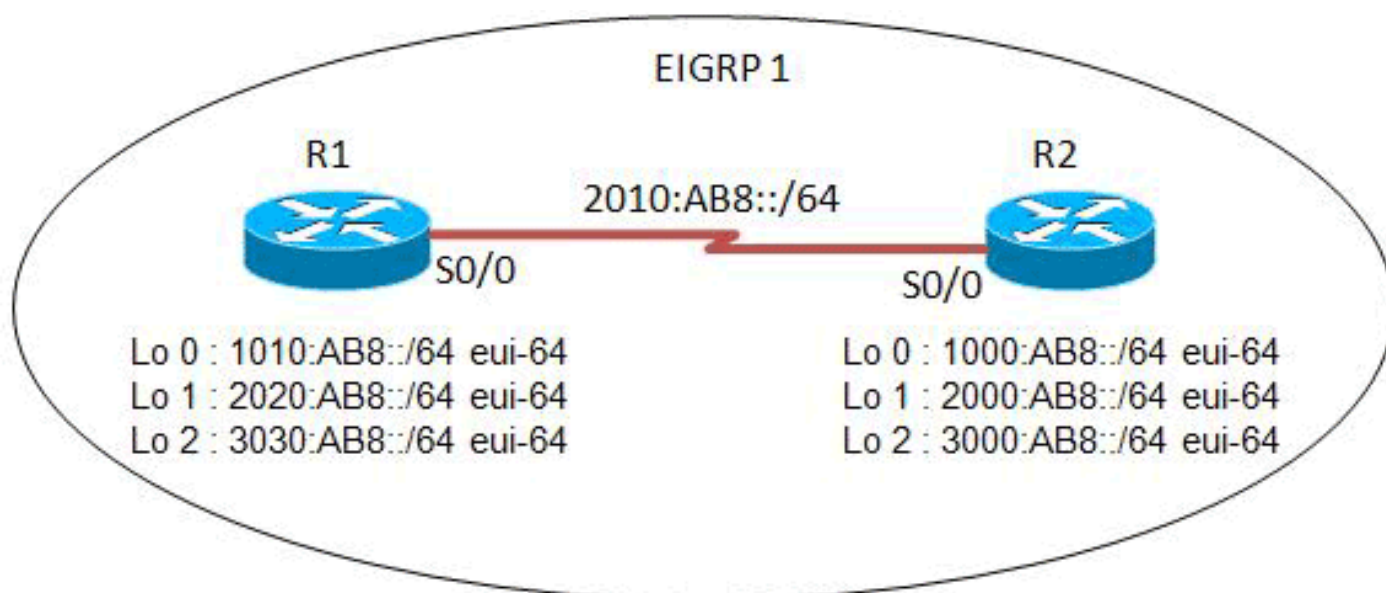 EIGRP 1
R1
R2
2010:AB8::/64
S0/0
S0/0
Lo 0 : 1010:AB8::/64 eui-64
Lo 1 : 2020:AB8::/64 eui-64
Lo 2 : 3030:AB8::/64 eui-64
Lo 0 : 1000:AB8::/64 eui-64
Lo 1 : 2000:AB8::/64 eui-64
Lo 2 : 3000:AB8::/64 eui-64